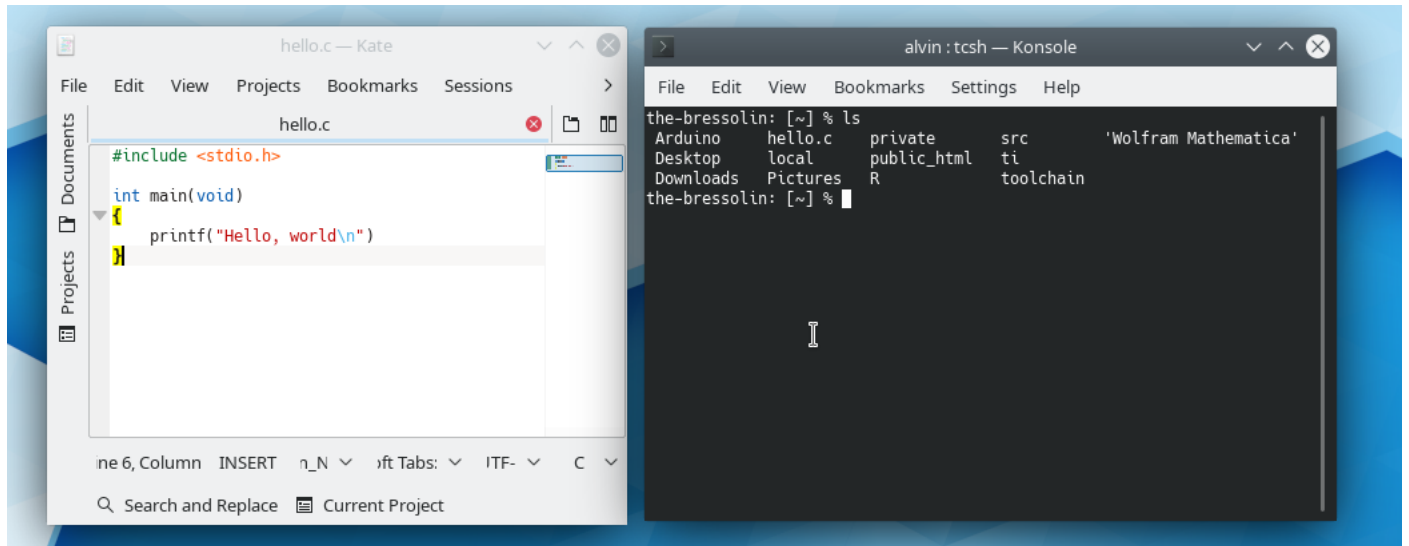 hello.c — Kate
File Edit View Projects Bookmarks Sessions
Documents
Projects
hello.c
#include <stdio.h>
int main(void)
{
    printf("Hello, world\n")
}
ine 6, Column INSERT n_N oft Tabs: UTF- C
Search and Replace Current Project
alvin : tcsh — Konsole
File Edit View Bookmarks Settings Help
the-bressolin: [~] % ls
Arduino hello.c private src 'Wolfram Mathematica'
Desktop local public_html ti
Downloads Pictures R toolchain
the-bressolin: [~] %